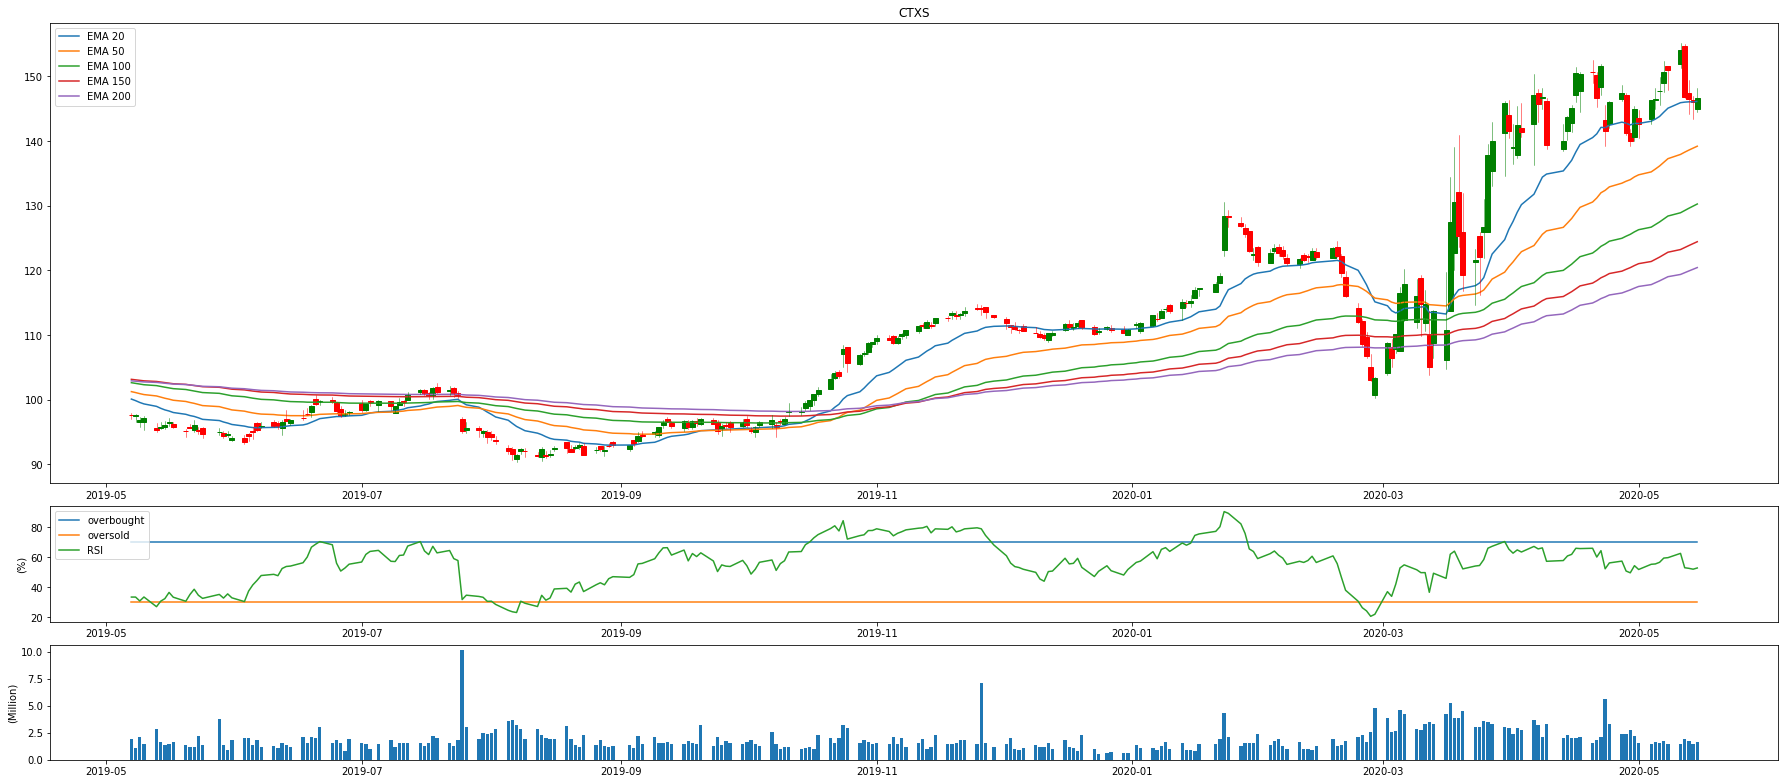 CTXS
EMA 20
EMA 50
EMA 100
EMA 150
EMA 200
150
140
130
120
110
100
90
2019-05 2019-07 2019-09 2019-11 2020-01 2020-03 2020-05
overbought
oversold
RSI
(%)
80
60
40
20
2019-05 2019-07 2019-09 2019-11 2020-01 2020-03 2020-05
(Million)
10.0
7.5
5.0
2.5
0.0
2019-05 2019-07 2019-09 2019-11 2020-01 2020-03 2020-05